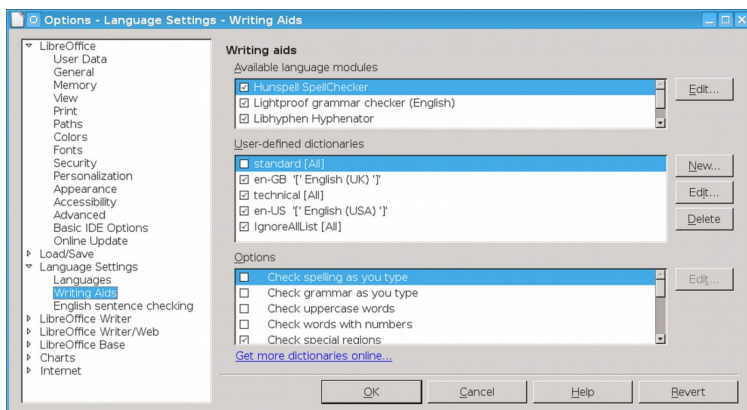 Options - Language Settings - Writing Aids
LibreOffice
User Data
General
Memory
View
Print
Paths
Colors
Fonts
Security
Personalization
Appearance
Accessibility
Advanced
Basic IDE Options
Online Update
Load/Save
Language Settings
Languages
Writing Aids
English sentence checking
LibreOffice Writer
LibreOffice Writer/Web
LibreOffice Base
Charts
Internet
Writing aids
Available language modules
Hunspell SpellChecker
Lightproof grammar checker (English)
Libhyphen Hyphenator
Edit...
User-defined dictionaries
standard [All]
en-GB '[' English (UK) ']'
technical [All]
en-US '[' English (USA) ']'
IgnoreAllList [All]
New...
Edit...
Delete
Options
Check spelling as you type
Check grammar as you type
Check uppercase words
Check words with numbers
Check special regions
Edit...
Get more dictionaries online...
OK
Cancel
Help
Revert